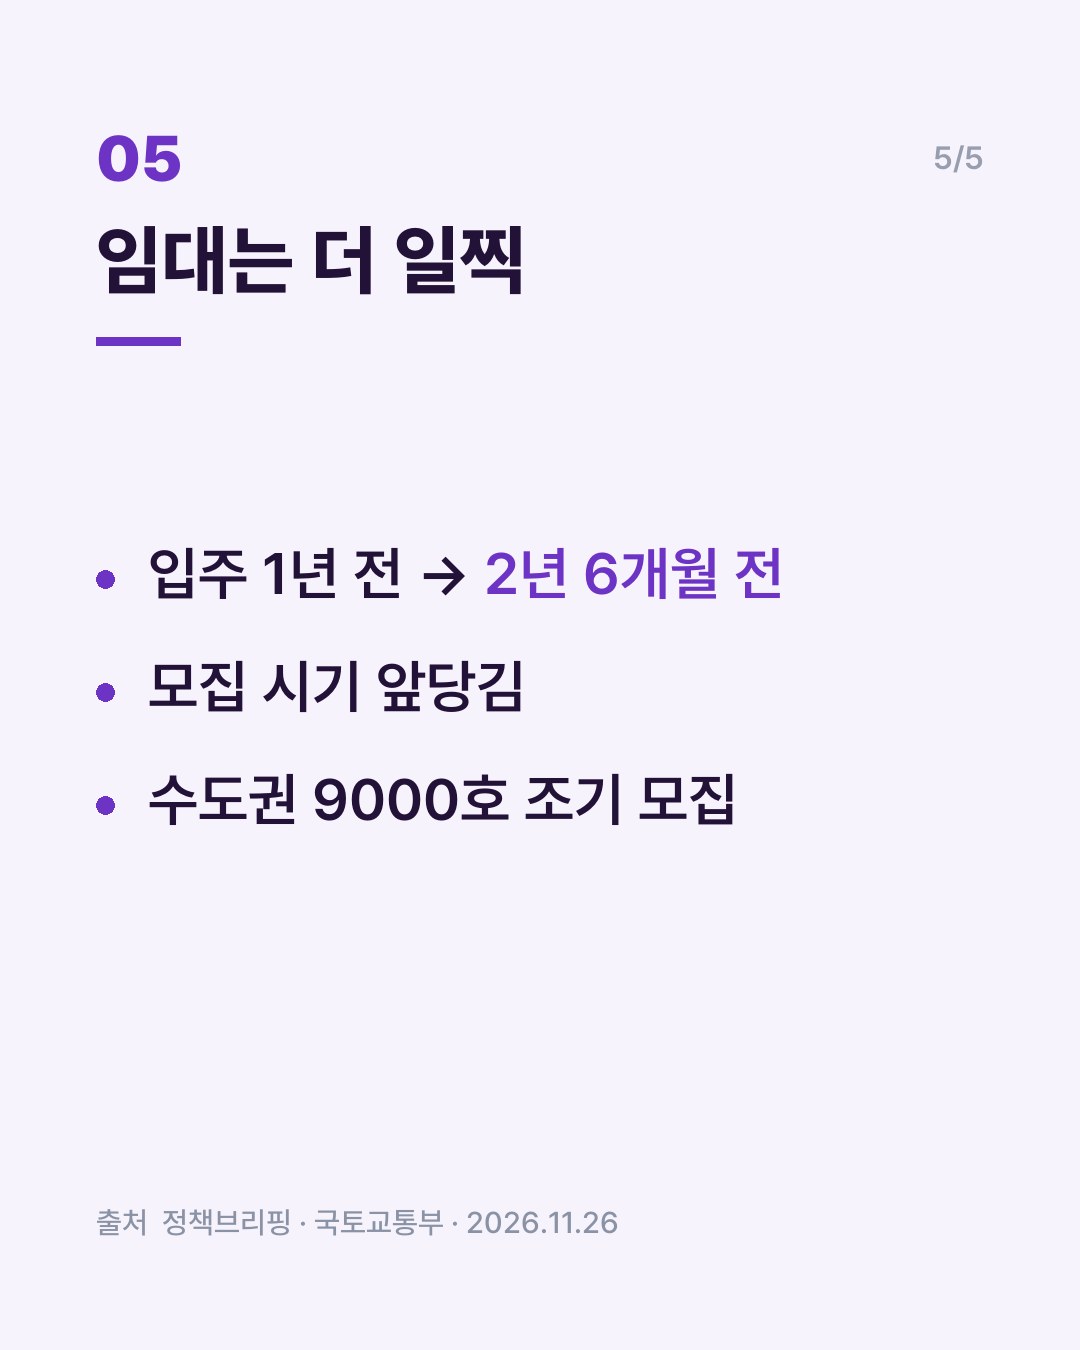 05
5/5
임대는 더 일찍
• 입주 1년 전 → 2년 6개월 전
• 모집 시기 앞당김
• 수도권 9000호 조기 모집
출처 정책브리핑 · 국토교통부 · 2026.11.26